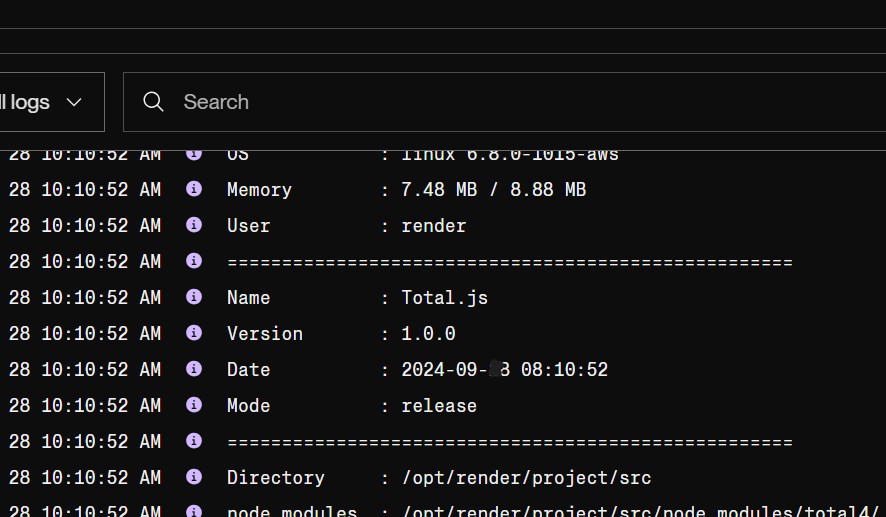 ll logs Search
28 10:10:52 AM OS : linux 6.8.0-1015-aws
28 10:10:52 AM Memory : 7.48 MB / 8.88 MB
28 10:10:52 AM User : render
28 10:10:52 AM ====================================================
28 10:10:52 AM Name : Total.js
28 10:10:52 AM Version : 1.0.0
28 10:10:52 AM Date : 2024-09- 8 08:10:52
28 10:10:52 AM Mode : release
28 10:10:52 AM ====================================================
28 10:10:52 AM Directory : /opt/render/project/src
28 10:10:52 AM node_modules : /opt/render/project/src/node_modules/total4/